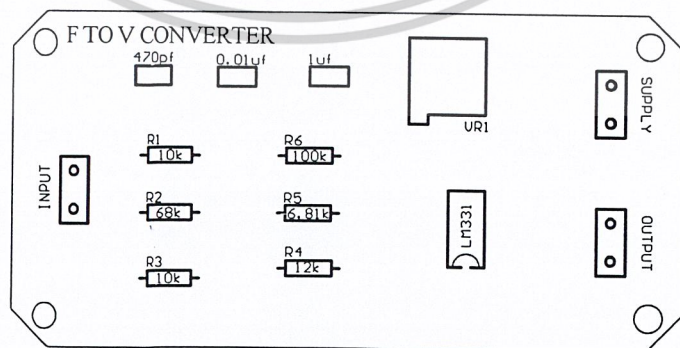 F TO V CONVERTER
470pf
0.01uf
1uf
VR1
SUPPLY
INPUT
R1
10k
R6
100k
R2
68k
R5
6.81k
R3
10k
R4
12k
LM331
OUTPUT